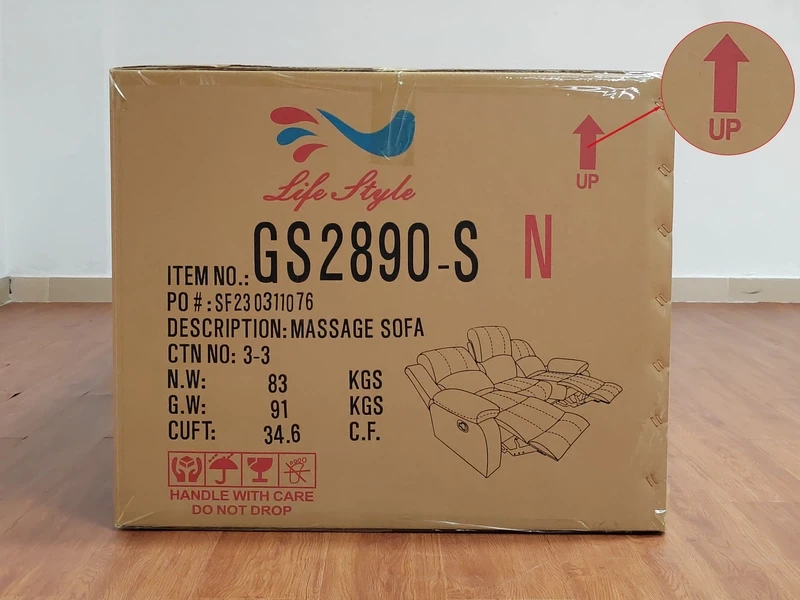 UP
UP
Life Style
ITEM NO.: GS2890-S N
PO #: SF230311076
DESCRIPTION: MASSAGE SOFA
CTN NO: 3-3
N.W: 83 KGS
G.W: 91 KGS
CUFT: 34.6 C.F.
HANDLE WITH CARE
DO NOT DROP